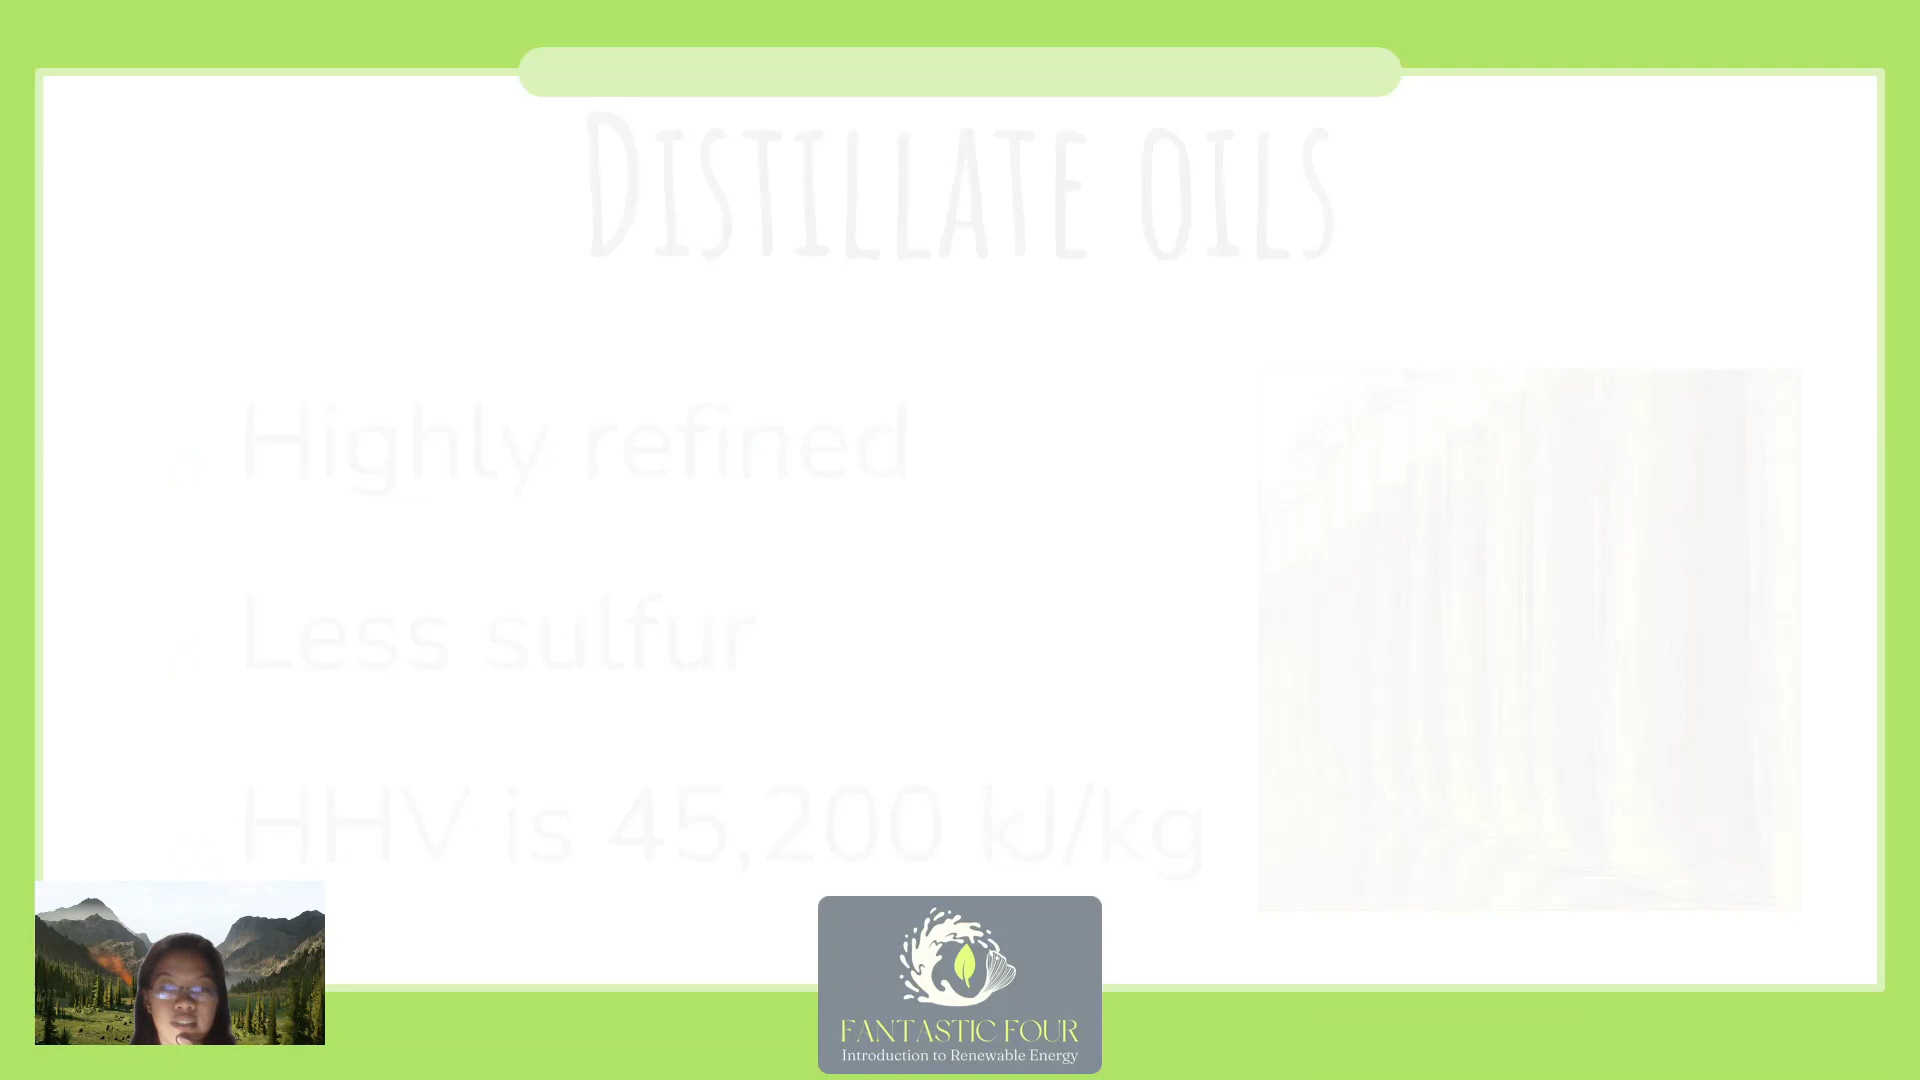 Distillate oils
Highly refined
Less sulfur
HHV is 45,200 kJ/kg
FANTASTIC FOUR
Introduction to Renewable Energy